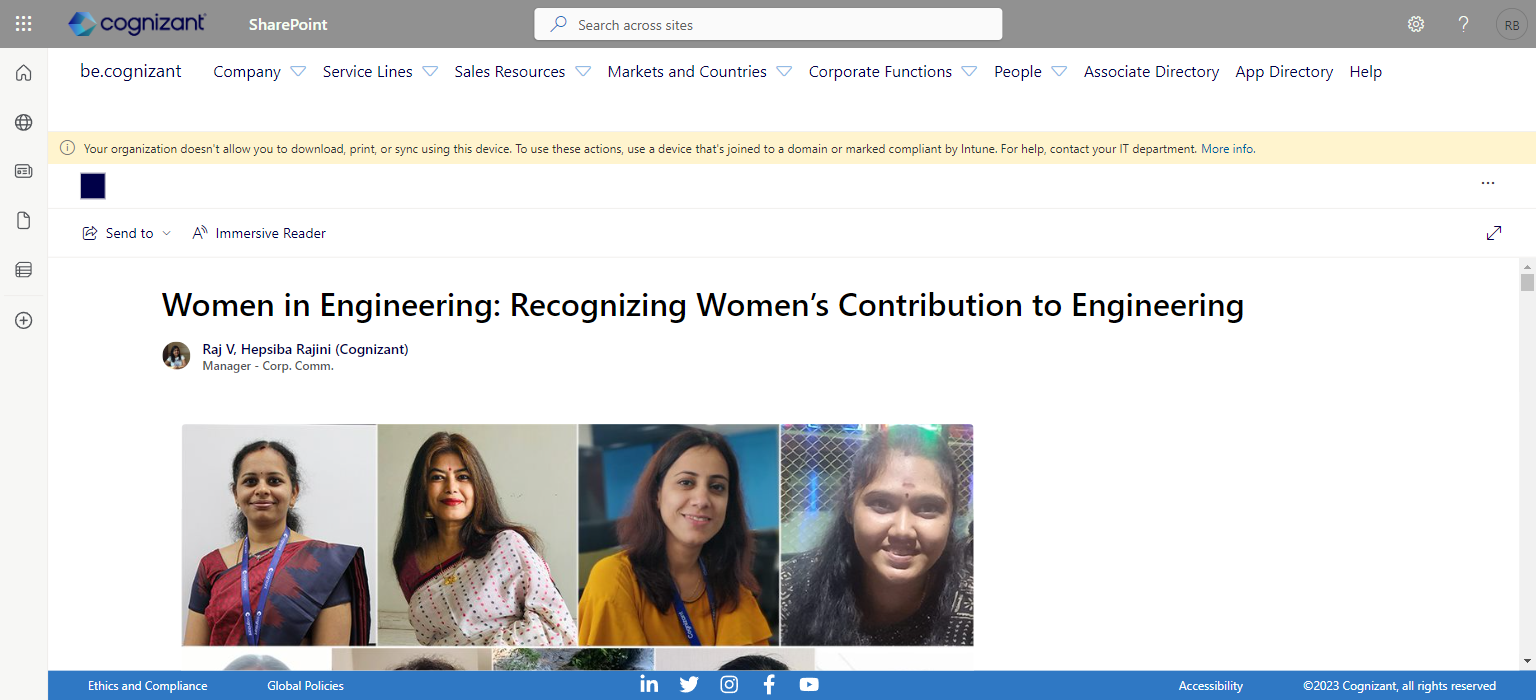 cognizant
SharePoint
Search across sites
RB
be.cognizant
Company
Service Lines
Sales Resources
Markets and Countries
Corporate Functions
People
Associate Directory
App Directory
Help
Your organization doesn't allow you to download, print, or sync using this device. To use these actions, use a device that's joined to a domain or marked compliant by Intune. For help, contact your IT department. More info.
Send to
Immersive Reader
Women in Engineering: Recognizing Women’s Contribution to Engineering
Raj V, Hepsiba Rajini (Cognizant)
Manager - Corp. Comm.
Ethics and Compliance
Global Policies
Accessibility
©2023 Cognizant, all rights reserved